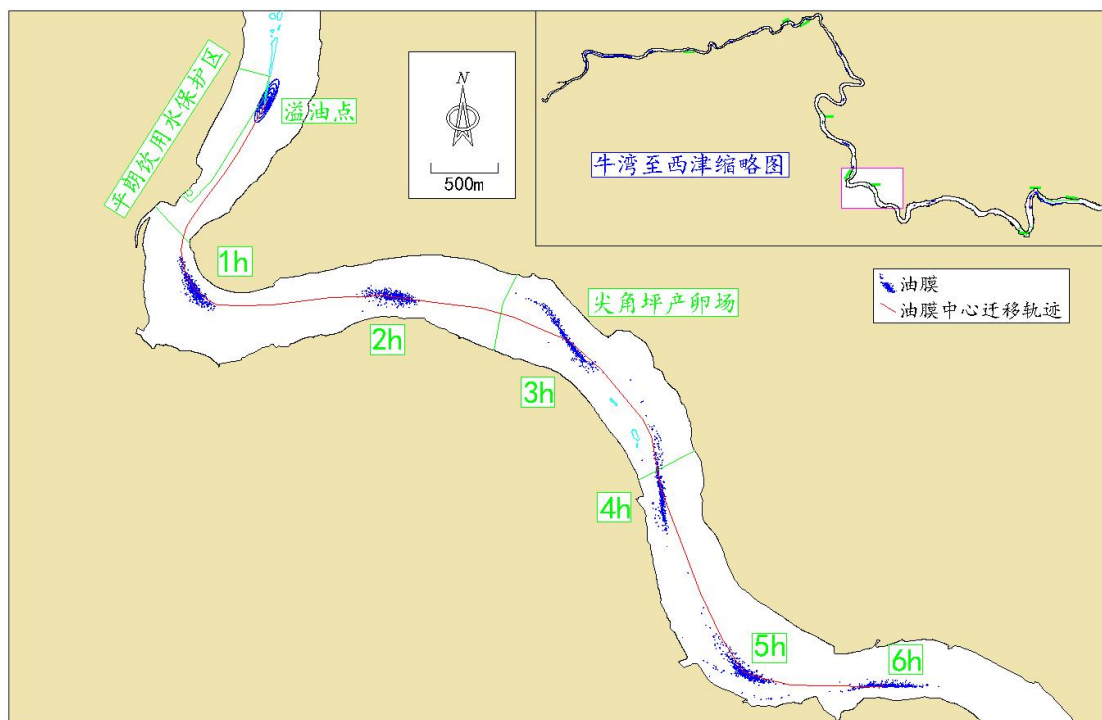 平朗饮用水保护区
溢油点
N
500m
牛湾至西津缩略图
油膜
油膜中心迁移轨迹
1h
2h
尖角坪产卵场
3h
4h
5h
6h